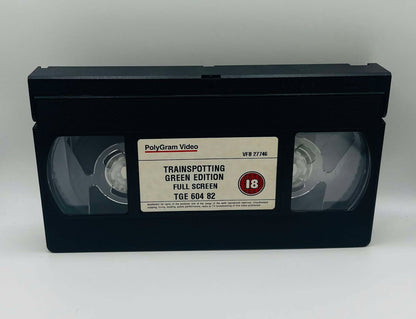 PolyGram Video VFB 27746
TRAINSPOTTING
GREEN EDITION
FULL SCREEN
TGE 604 82
18